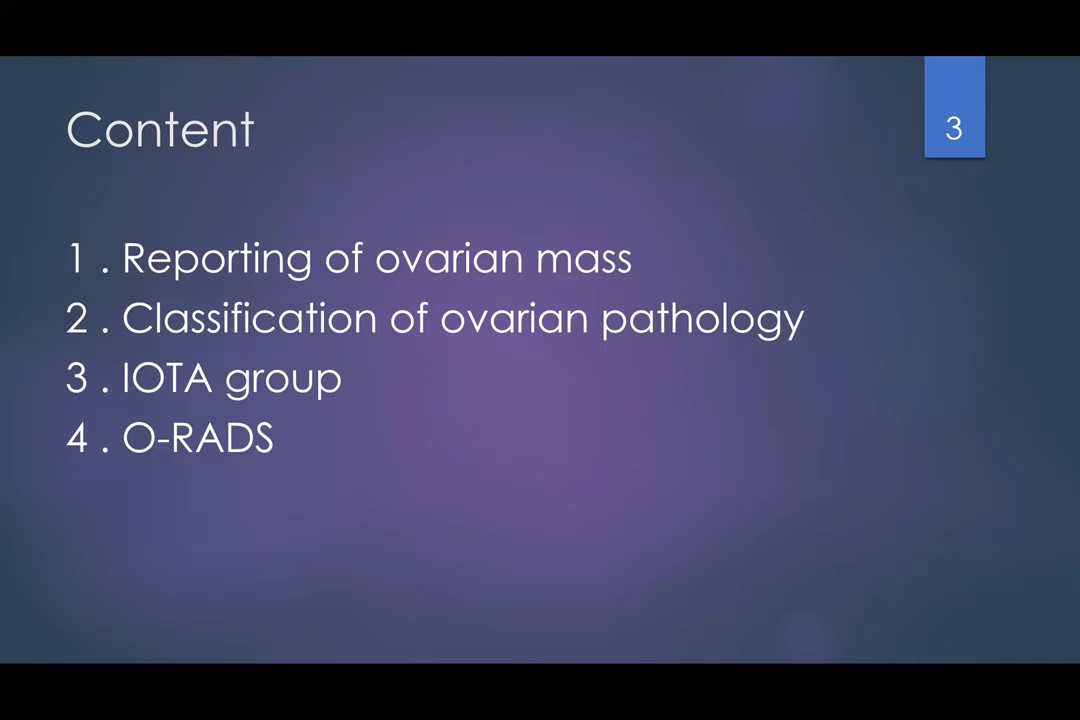 Content
3
1 . Reporting of ovarian mass
2 . Classification of ovarian pathology
3 . IOTA group
4 . O-RADS